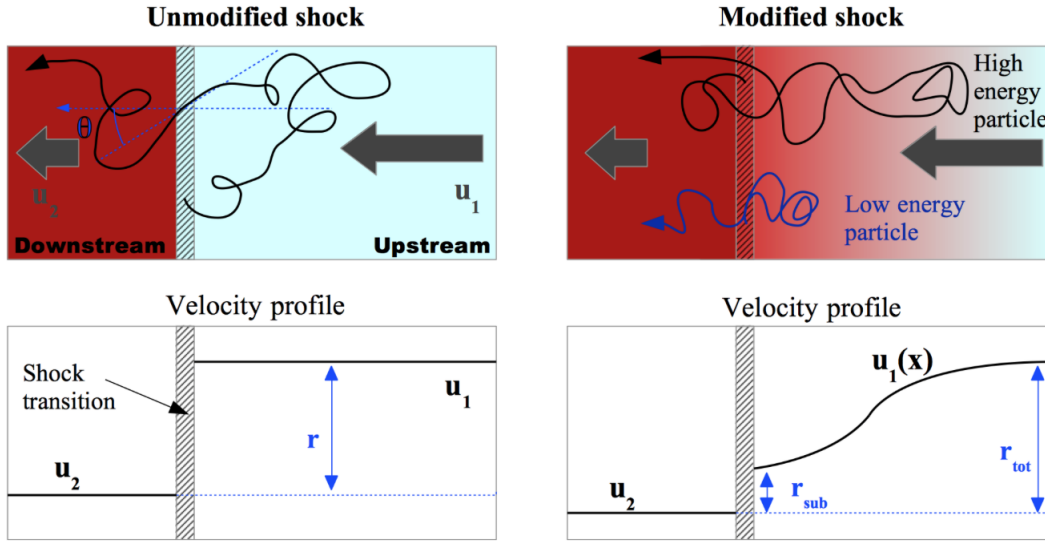 Unmodified shock
θ
u2
u1
Downstream
Upstream
Velocity profile
Shock
transition
u1
r
u2
Modified shock
High
energy
particle
Low energy
particle
Velocity profile
u1(x)
rtot
rsub
u2